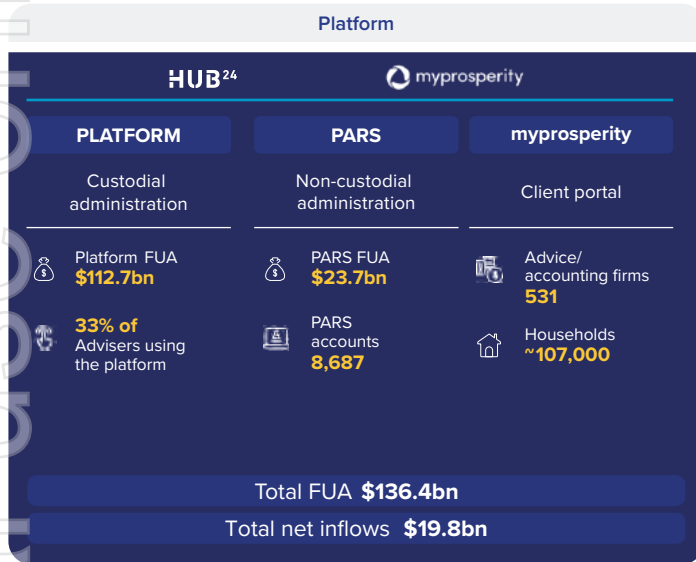 Platform
HUB24
myprosperity
PLATFORM
Custodial
administration
Platform FUA
$112.7bn
33% of
Advisers using
the platform
PARS
Non-custodial
administration
PARS FUA
$23.7bn
PARS
accounts
8,687
myprosperity
Client portal
Advice/
accounting firms
531
Households
~107,000
Total FUA $136.4bn
Total net inflows $19.8bn